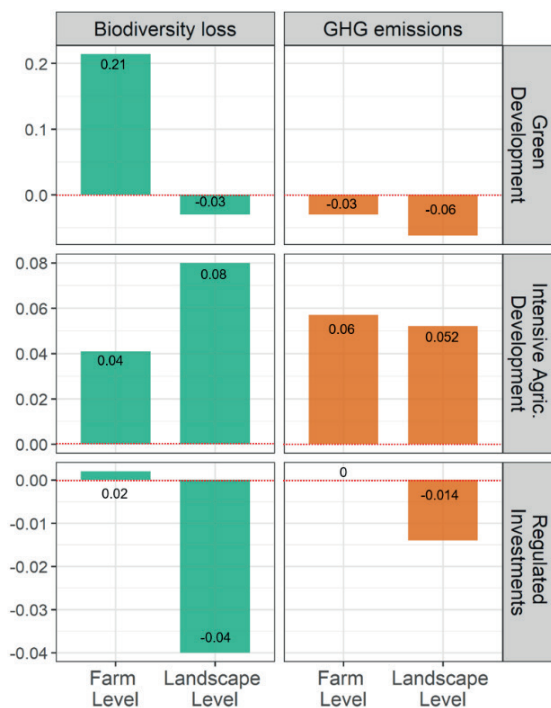 Biodiversity loss
GHG emissions
0.2
0.1
0.0
0.21
-0.03
-0.03
-0.06
Green
Development
0.08
0.06
0.04
0.02
0.00
0.04
0.08
0.06
0.052
Intensive Agric.
Development
0.00
-0.01
-0.02
-0.03
-0.04
0.02
-0.04
0
-0.014
Regulated
Investments
Farm
Level
Landscape
Level
Farm
Level
Landscape
Level